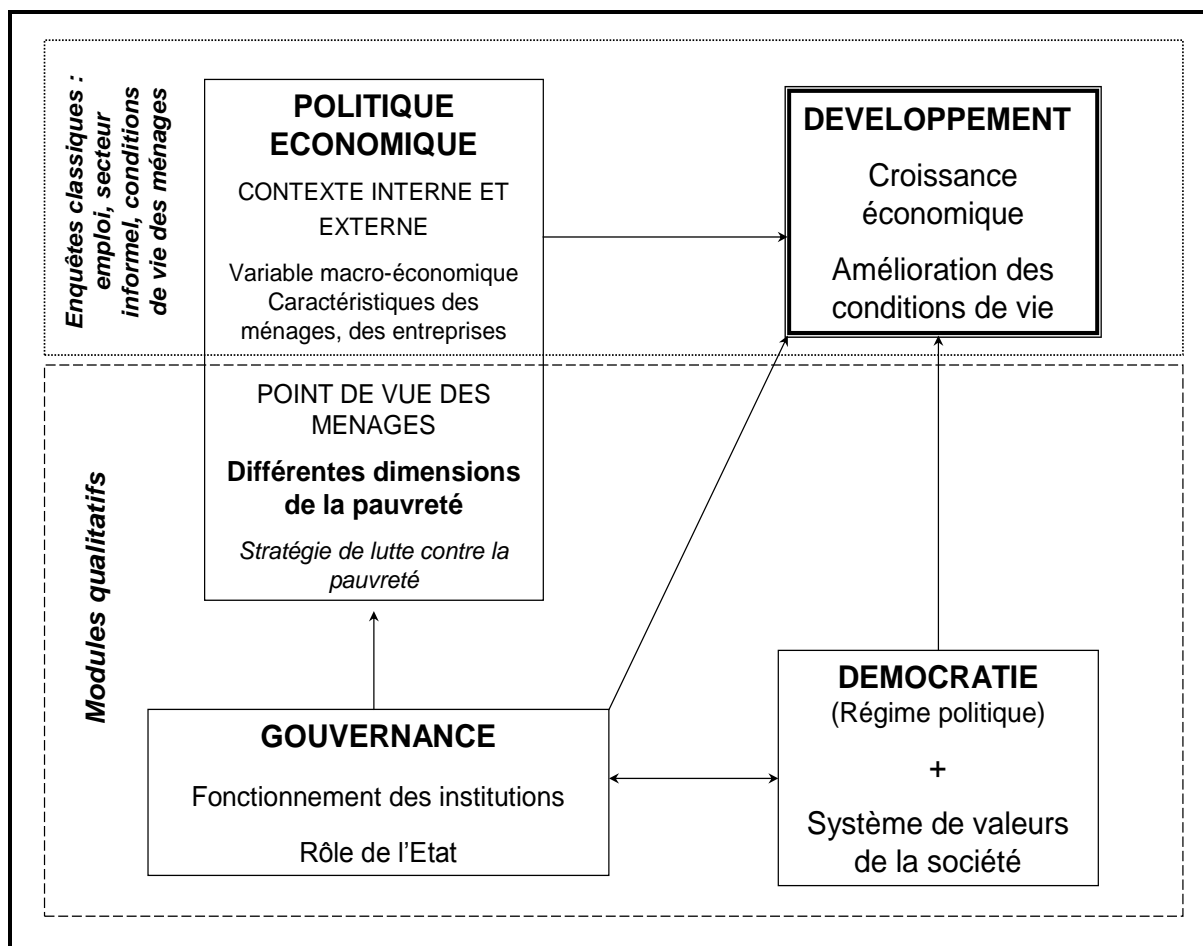 Enquêtes classiques :
emploi, secteur
informel, conditions
de vie des ménages
POLITIQUE
ECONOMIQUE
CONTEXTE INTERNE ET
EXTERNE
Variable macro-économique
Caractéristiques des
ménages, des entreprises
DEVELOPPEMENT
Croissance
économique
Amélioration des
conditions de vie
Modules qualitatifs
POINT DE VUE DES
MENAGES
Différentes dimensions
de la pauvreté
Stratégie de lutte contre la
pauvreté
GOUVERNANCE
Fonctionnement des institutions
Rôle de l’Etat
DEMOCRATIE
(Régime politique)
+
Système de valeurs
de la société